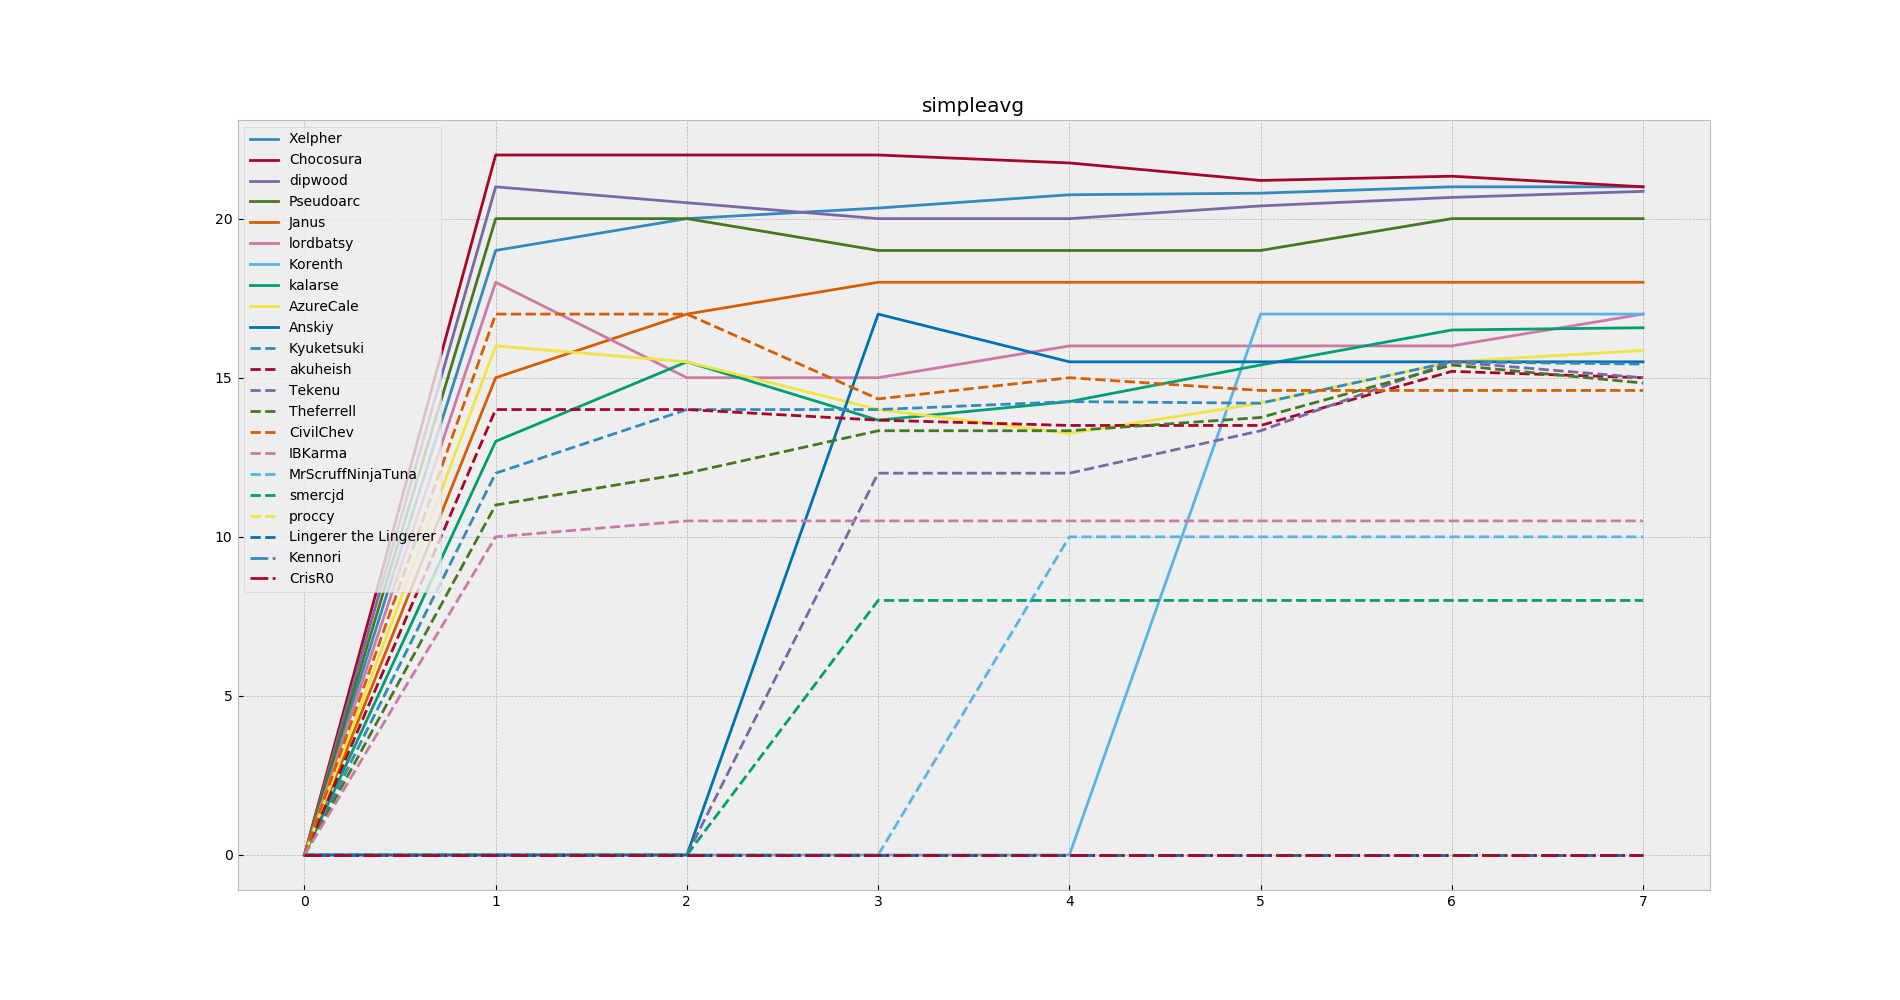 simpleavg
Xelpher
Chocosura
dipwood
Pseudoarc
Janus
lordbatsy
Korenth
kalarse
AzureCale
Anskiy
Kyuketsuki
akuheish
Tekenu
Theferrell
CivilChev
IBKarma
MrScruffNinjaTuna
smercjd
proccy
Lingerer the Lingerer
Kennori
CrisR0
20
15
10
5
0
0 1 2 3 4 5 6 7